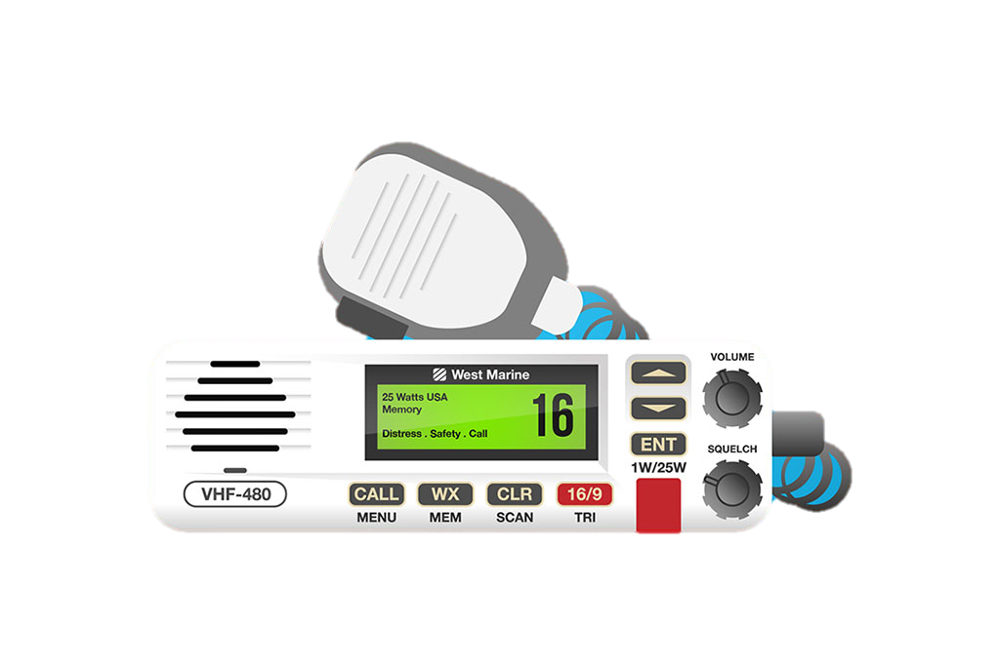 West Marine
25 Watts USA
Memory
16
Distress . Safety . Call
VOLUME
ENT
1W/25W
SQUELCH
VHF-480
CALL WX CLR 16/9
MENU MEM SCAN TRI